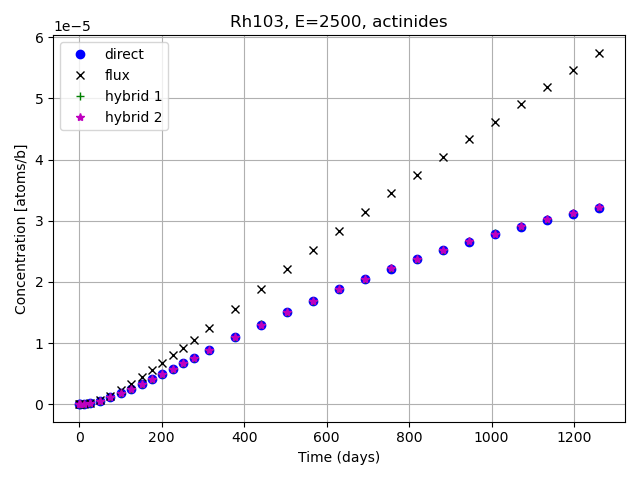 Rh103, E=2500, actinides
1e−5
6
5
4
3
2
1
0
Concentration [atoms/b]
direct
flux
hybrid 1
hybrid 2
0 200 400 600 800 1000 1200
Time (days)